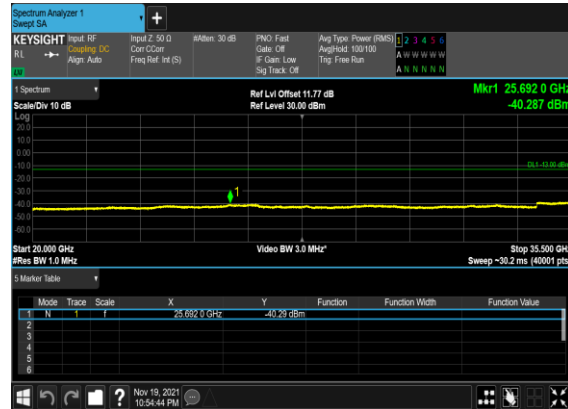 Spectrum Analyzer 1
Swept SA
+
KEYSIGHT Input: RF Input Z: 50 Ω #Atten: 30 dB PNO: Fast Avg Type: Power (RMS) 1 2 3 4 5 6
RL Coupling: DC Corr CCorr Gate: Off Avg|Hold: 100/100 A W W W W W
Align: Auto Freq Ref: Int (S) IF Gain: Low Trig: Free Run
Sig Track: Off A N N N N N
1 Spectrum Ref Lvl Offset 11.77 dB Mkr1 25.692 0 GHz
Scale/Div 10 dB Ref Level 30.00 dBm -40.287 dBm
Log
20.0
10.0
0.00
-10.0
DL1 -13.00 dBm
-20.0
-30.0
1
-40.0
-50.0
-60.0
Start 20.000 GHz Video BW 3.0 MHz* Stop 35.500 GHz
#Res BW 1.0 MHz Sweep ~30.2 ms (40001 pts)
5 Marker Table
Mode Trace Scale X Y Function Function Width Function Value
1 N 1 f 25.692 0 GHz -40.29 dBm
2
3
4
5
6
? Nov 19, 2021
10:54:44 PM